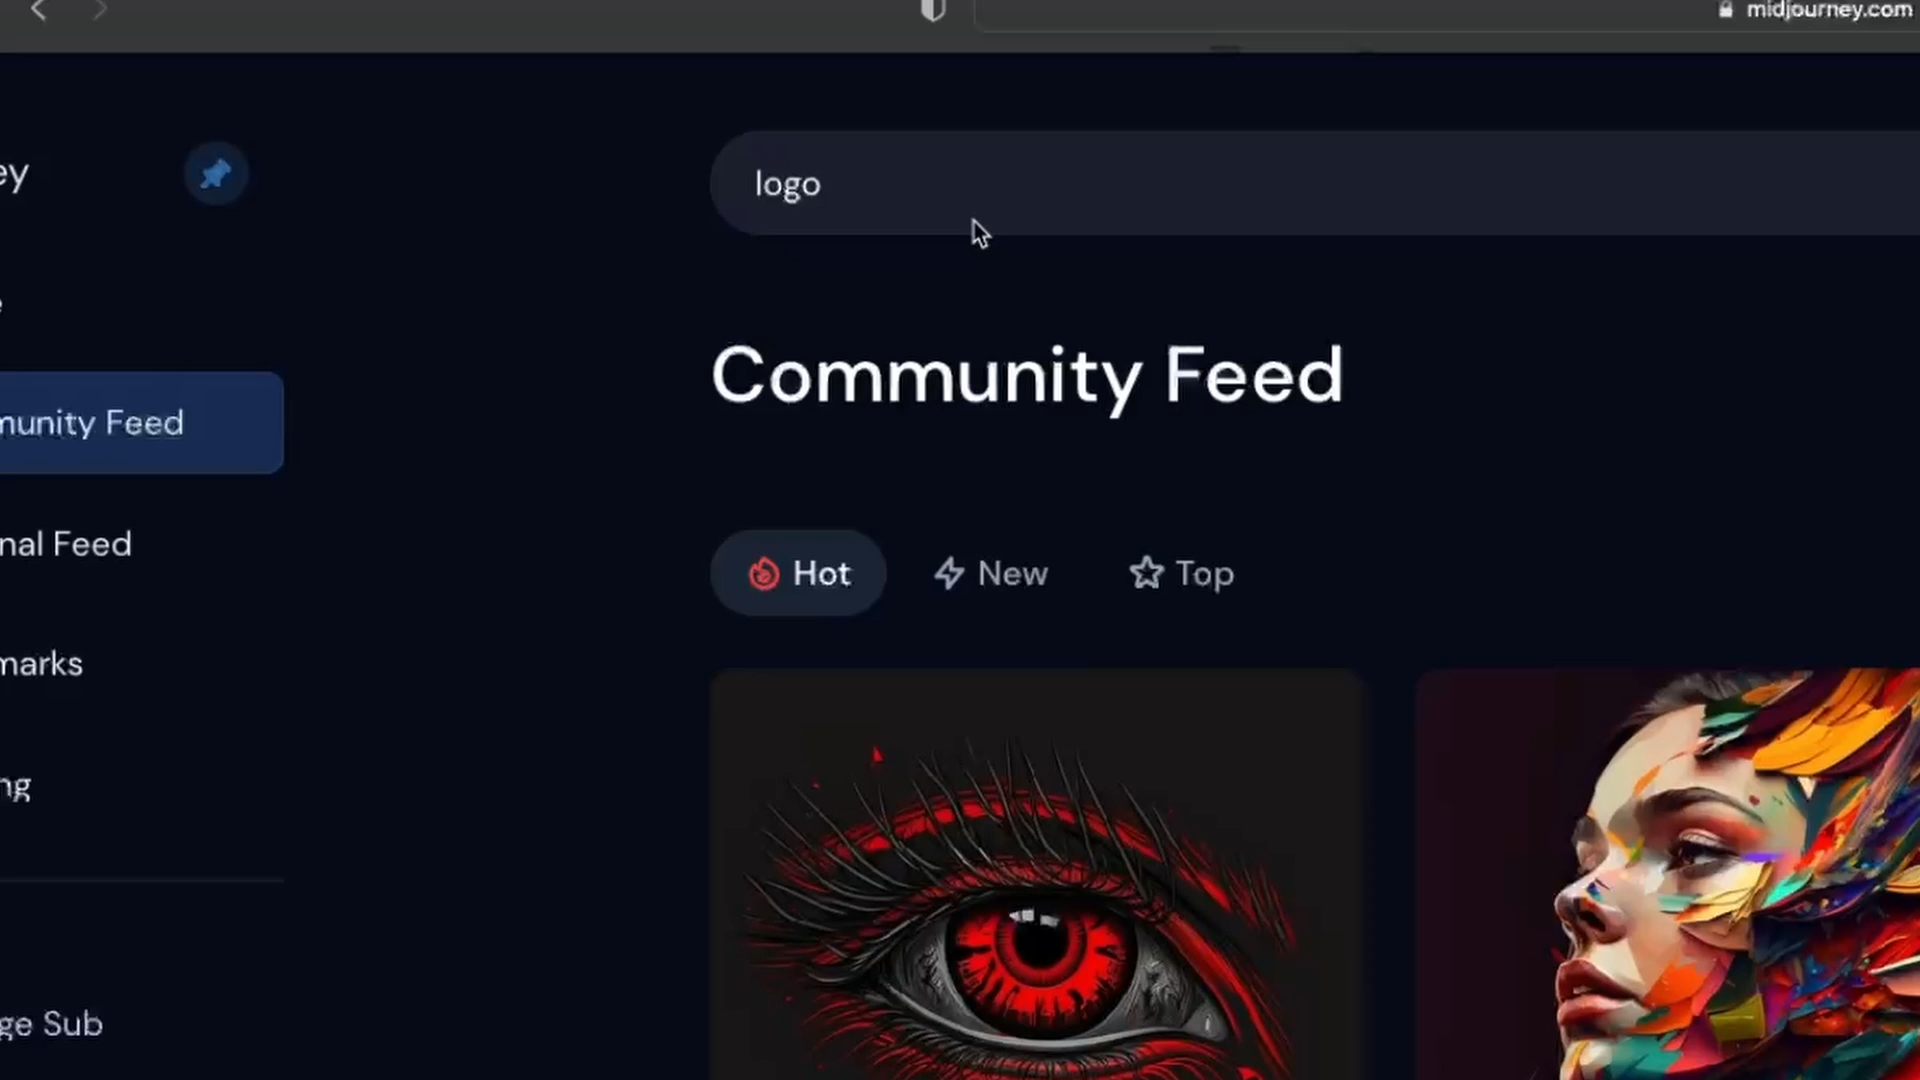 midjourney.com
ey
logo
e
Community Feed
munity Feed
nal Feed
Hot
New
Top
marks
ng
ge Sub